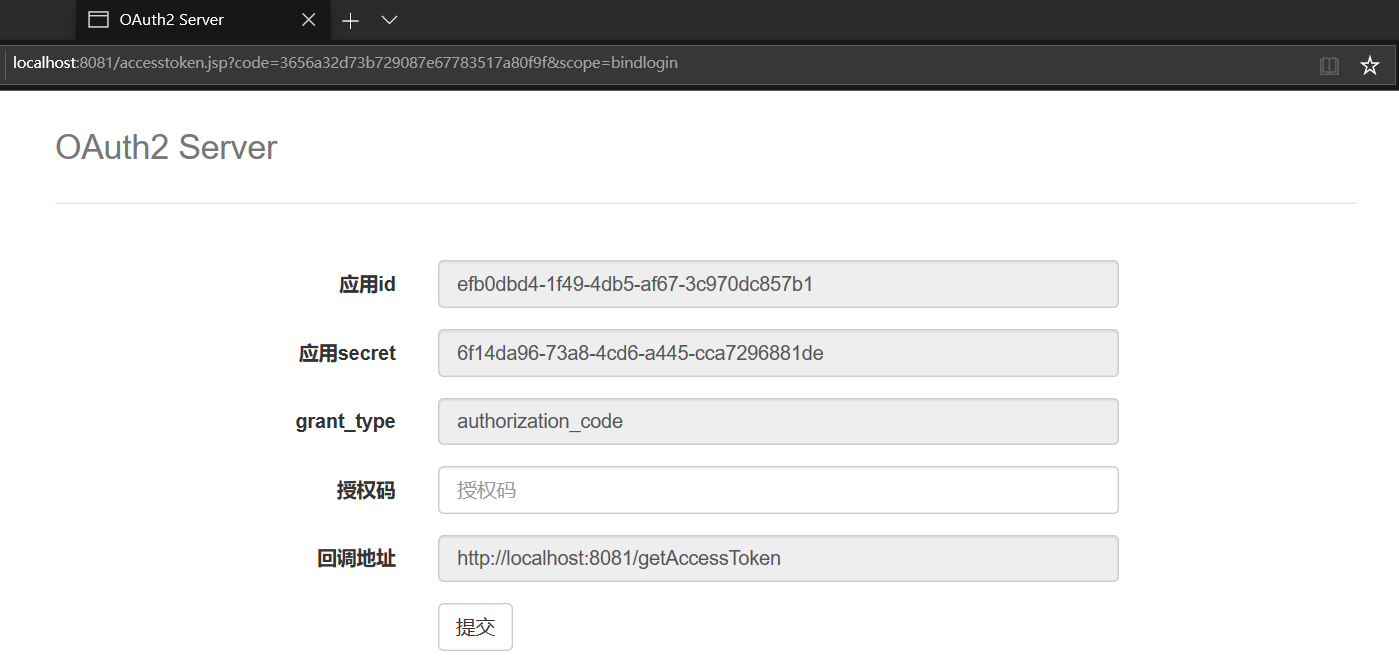 OAuth2 Server
localhost:8081/accesstoken.jsp?code=3656a32d73b729087e67783517a80f9f&scope=bindlogin
OAuth2 Server
应用id efb0dbd4-1f49-4db5-af67-3c970dc857b1
应用secret 6f14da96-73a8-4cd6-a445-cca7296881de
grant_type authorization_code
授权码 授权码
回调地址 http://localhost:8081/getAccessToken
提交